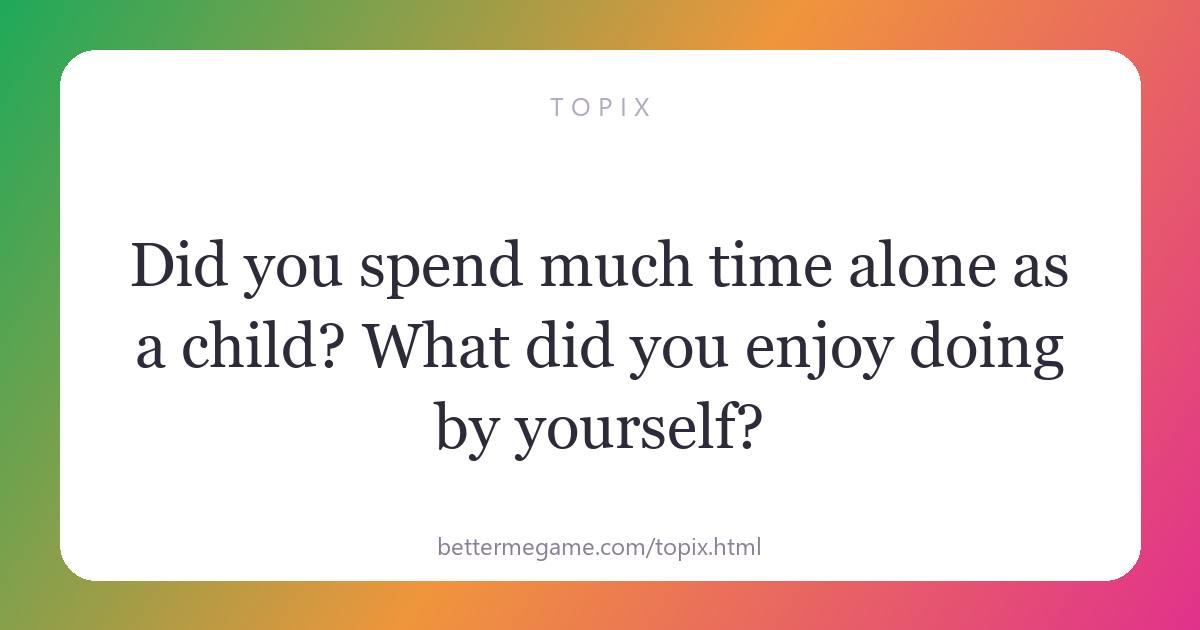 TOPIX
Did you spend much time alone as
a child? What did you enjoy doing
by yourself?
bettermegame.com/topix.html